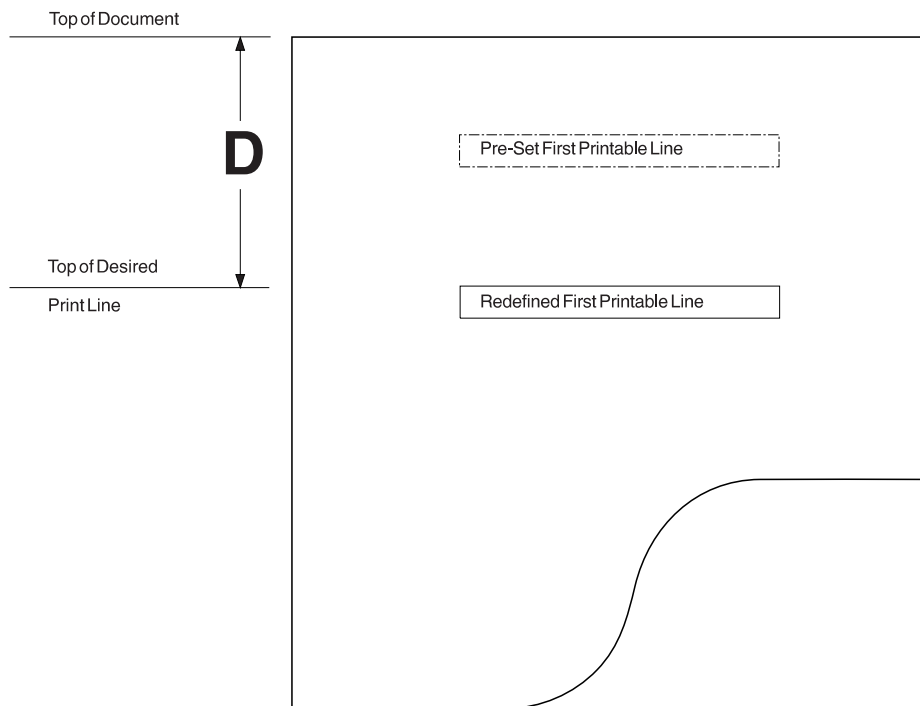 Top of Document
D
Pre-Set First Printable Line
Top of Desired
Print Line
Redefined First Printable Line